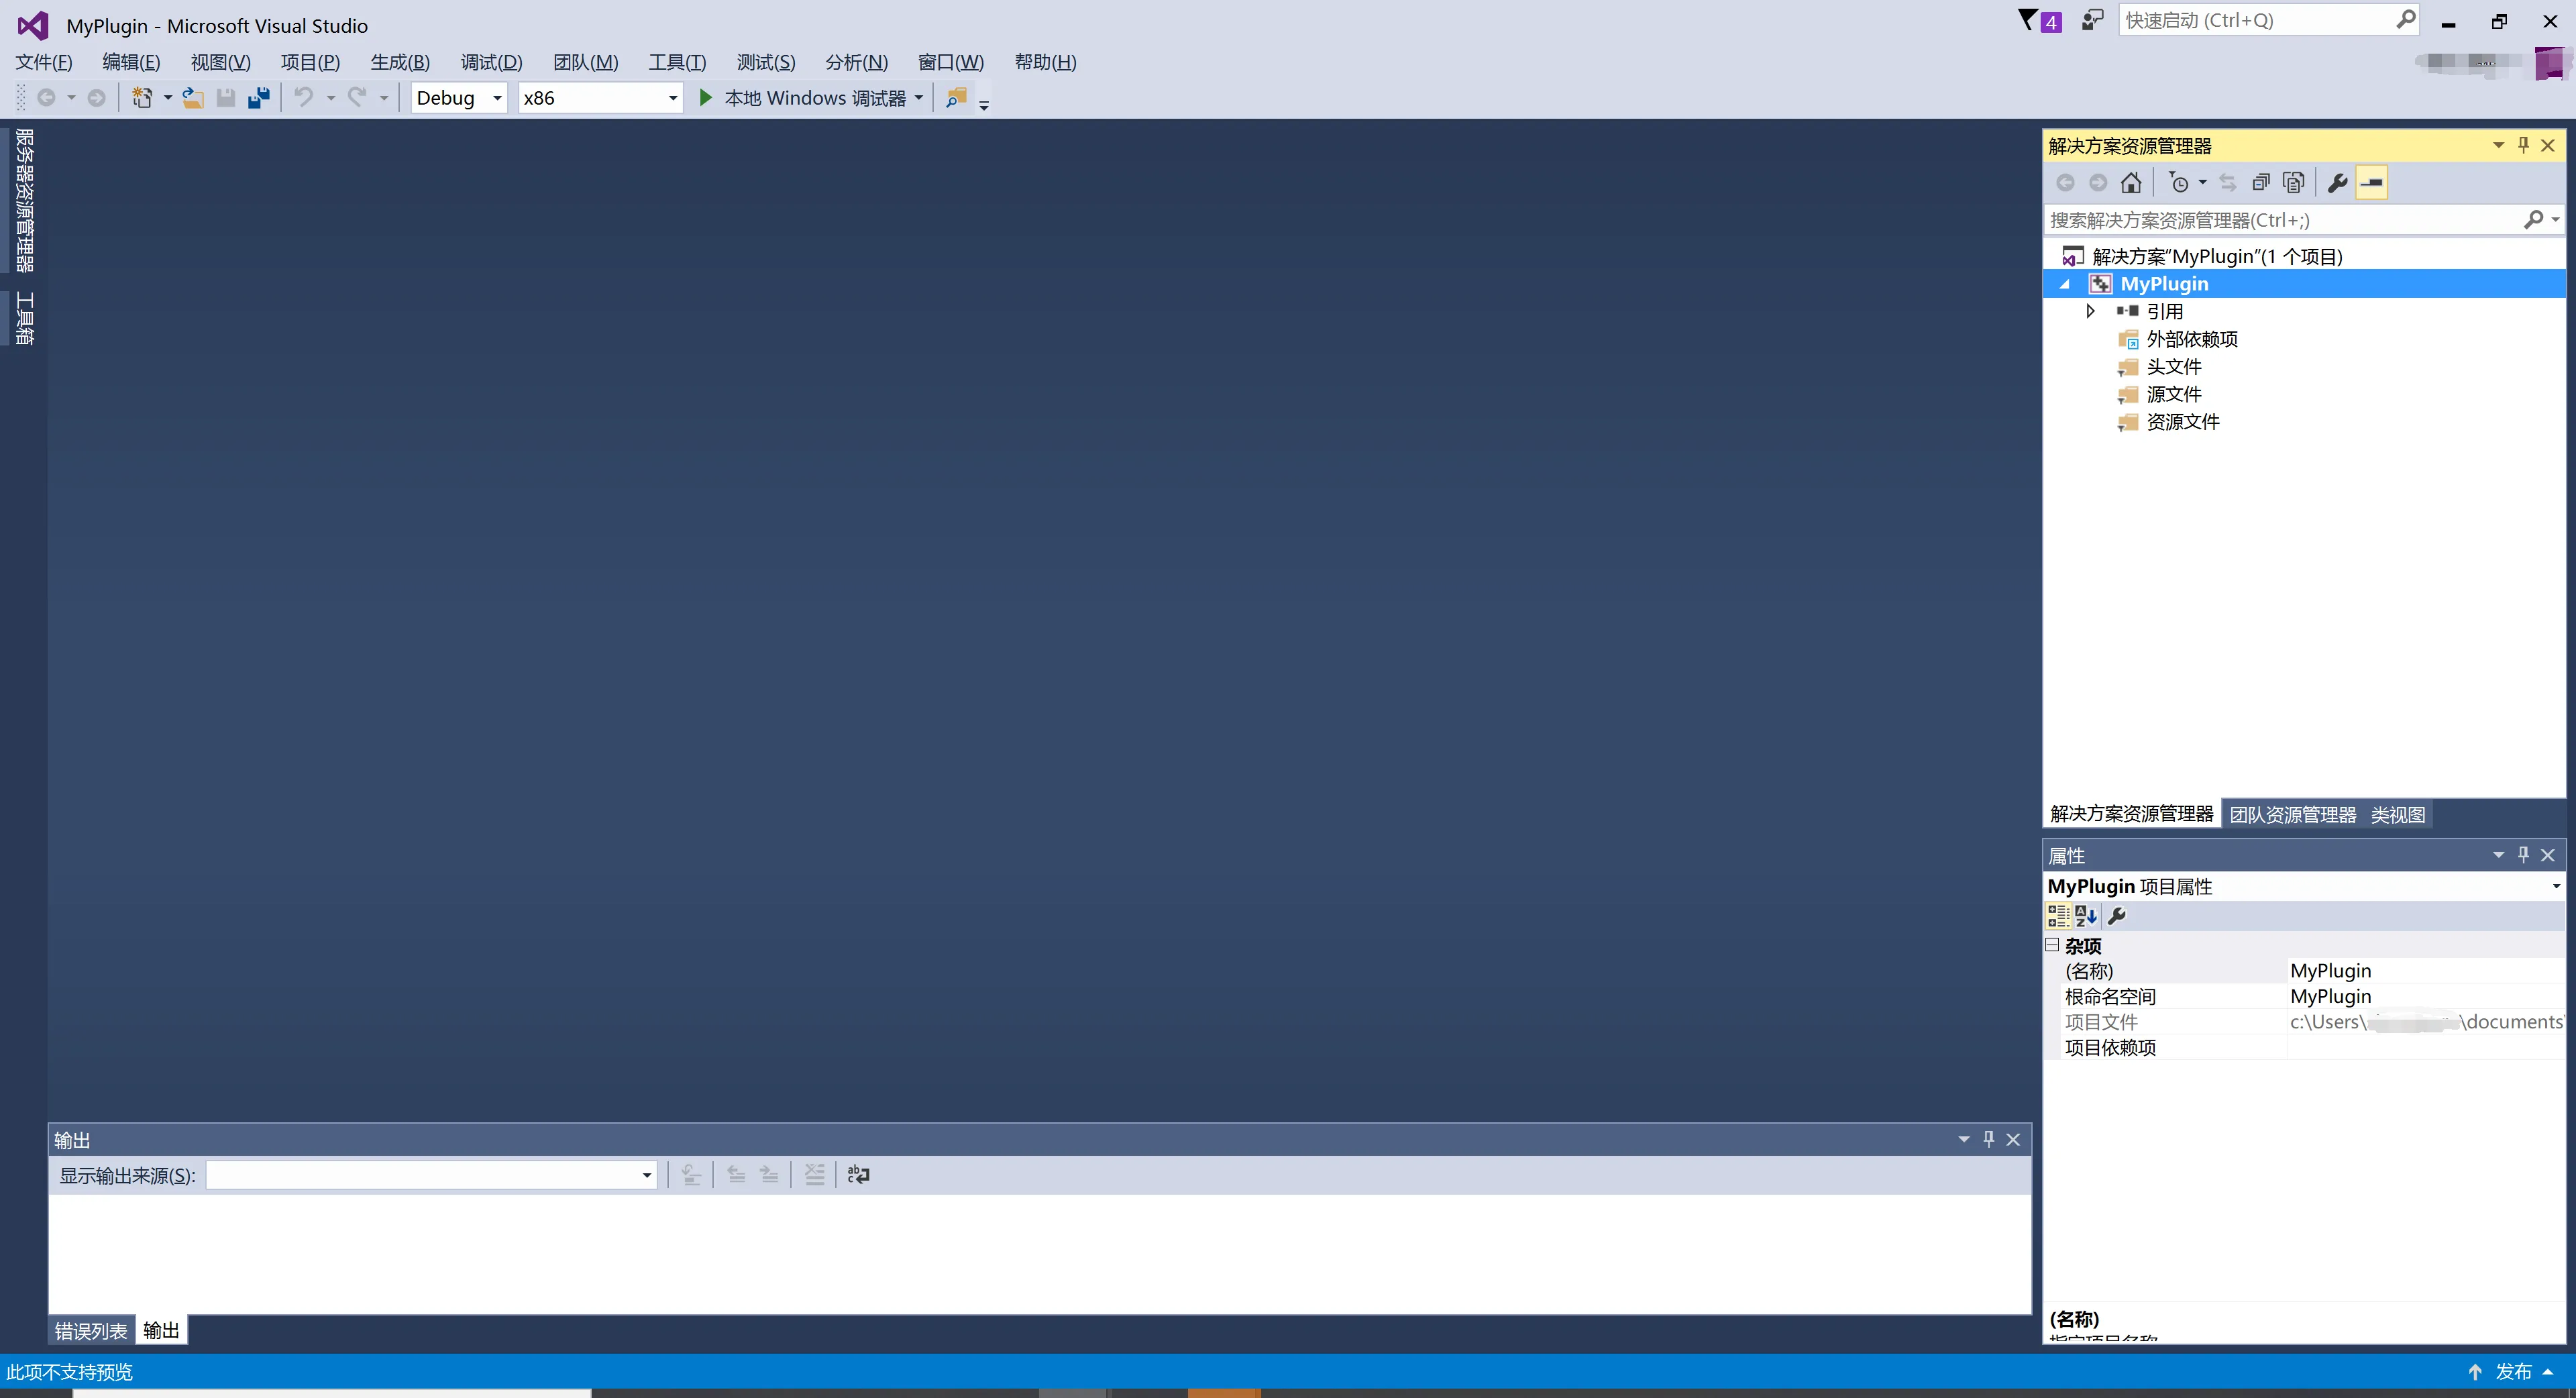 MyPlugin - Microsoft Visual Studio
4
快速启动 (Ctrl+Q)
文件(F) 编辑(E) 视图(V) 项目(P) 生成(B) 调试(D) 团队(M) 工具(T) 测试(S) 分析(N) 窗口(W) 帮助(H)
Debug x86 本地 Windows 调试器
服务器资源管理器
工具箱
解决方案资源管理器
搜索解决方案资源管理器(Ctrl+;)
解决方案“MyPlugin”(1 个项目)
MyPlugin
引用
外部依赖项
头文件
源文件
资源文件
解决方案资源管理器 团队资源管理器 类视图
属性
MyPlugin 项目属性
杂项
(名称) MyPlugin
根命名空间 MyPlugin
项目文件 c:\Users\ \documents\
项目依赖项
(名称)
指定项目名称
输出
显示输出来源(S):
错误列表 输出
此项不支持预览
发布